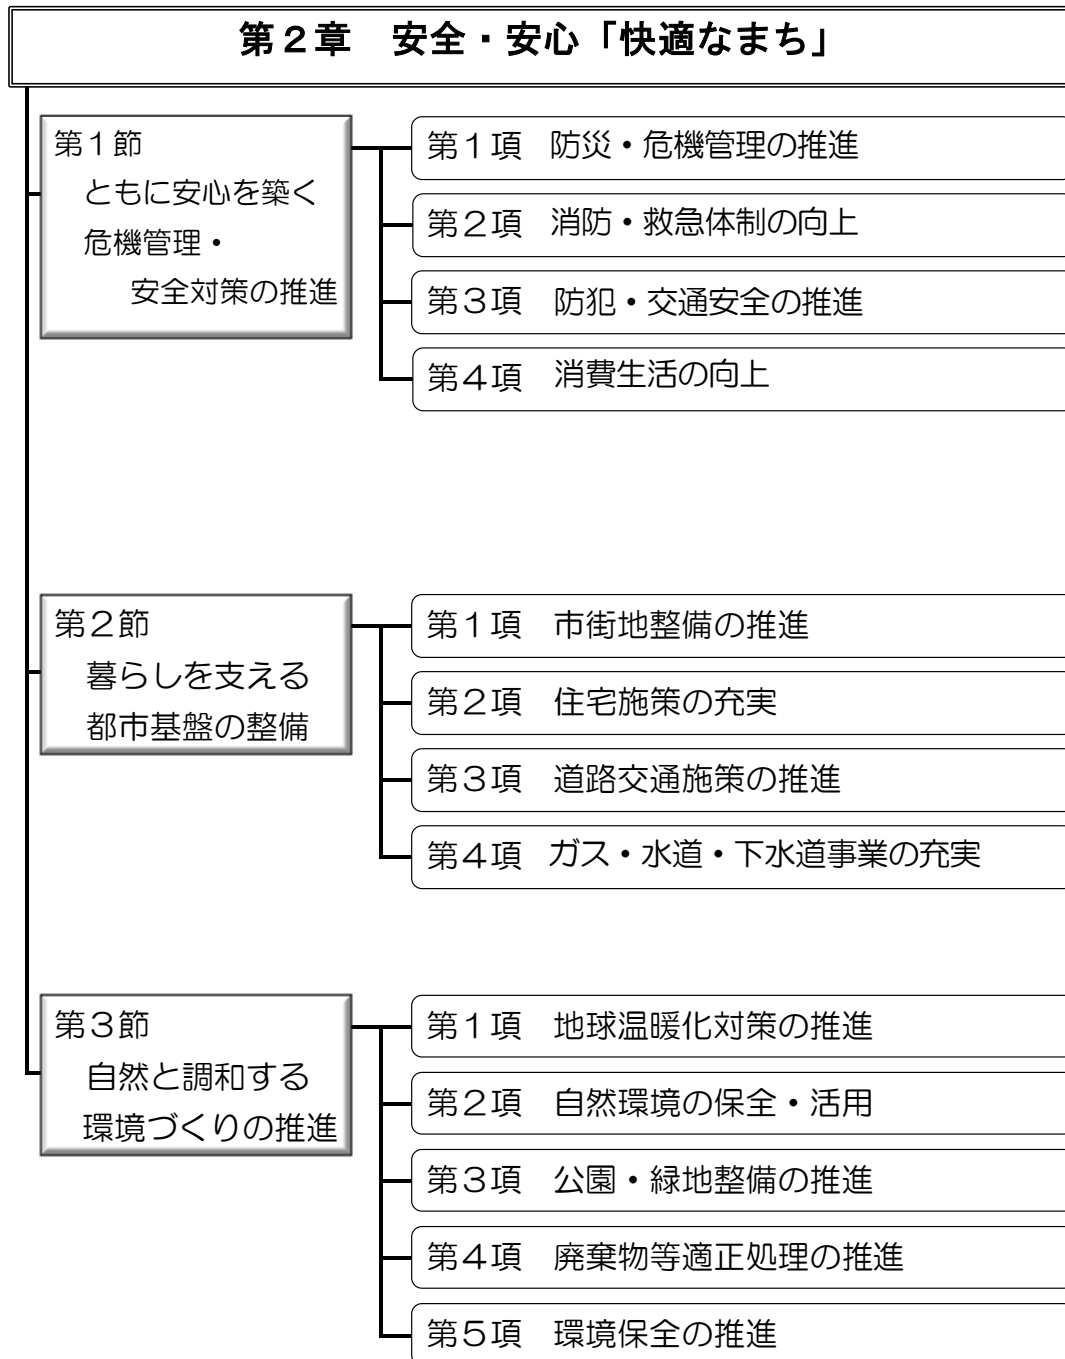 第２章　安全・安心「快適なまち」
第１節
ともに安心を築く
危機管理・
安全対策の推進
第１項　防災・危機管理の推進
第２項　消防・救急体制の向上
第３項　防犯・交通安全の推進
第４項　消費生活の向上
第２節
暮らしを支える
都市基盤の整備
第１項　市街地整備の推進
第２項　住宅施策の充実
第３項　道路交通施策の推進
第４項　ガス・水道・下水道事業の充実
第３節
自然と調和する
環境づくりの推進
第１項　地球温暖化対策の推進
第２項　自然環境の保全・活用
第３項　公園・緑地整備の推進
第４項　廃棄物等適正処理の推進
第５項　環境保全の推進